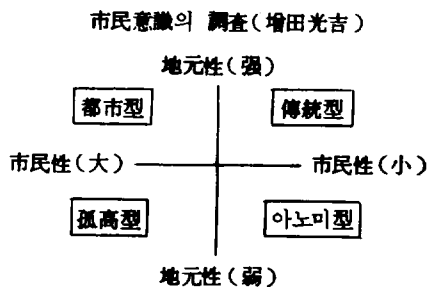 市民意識의 調査(增田光吉)
地元性(强)
都市型 傳統型
市民性(大) 市民性(小)
孤高型 아노미型
地元性(弱)